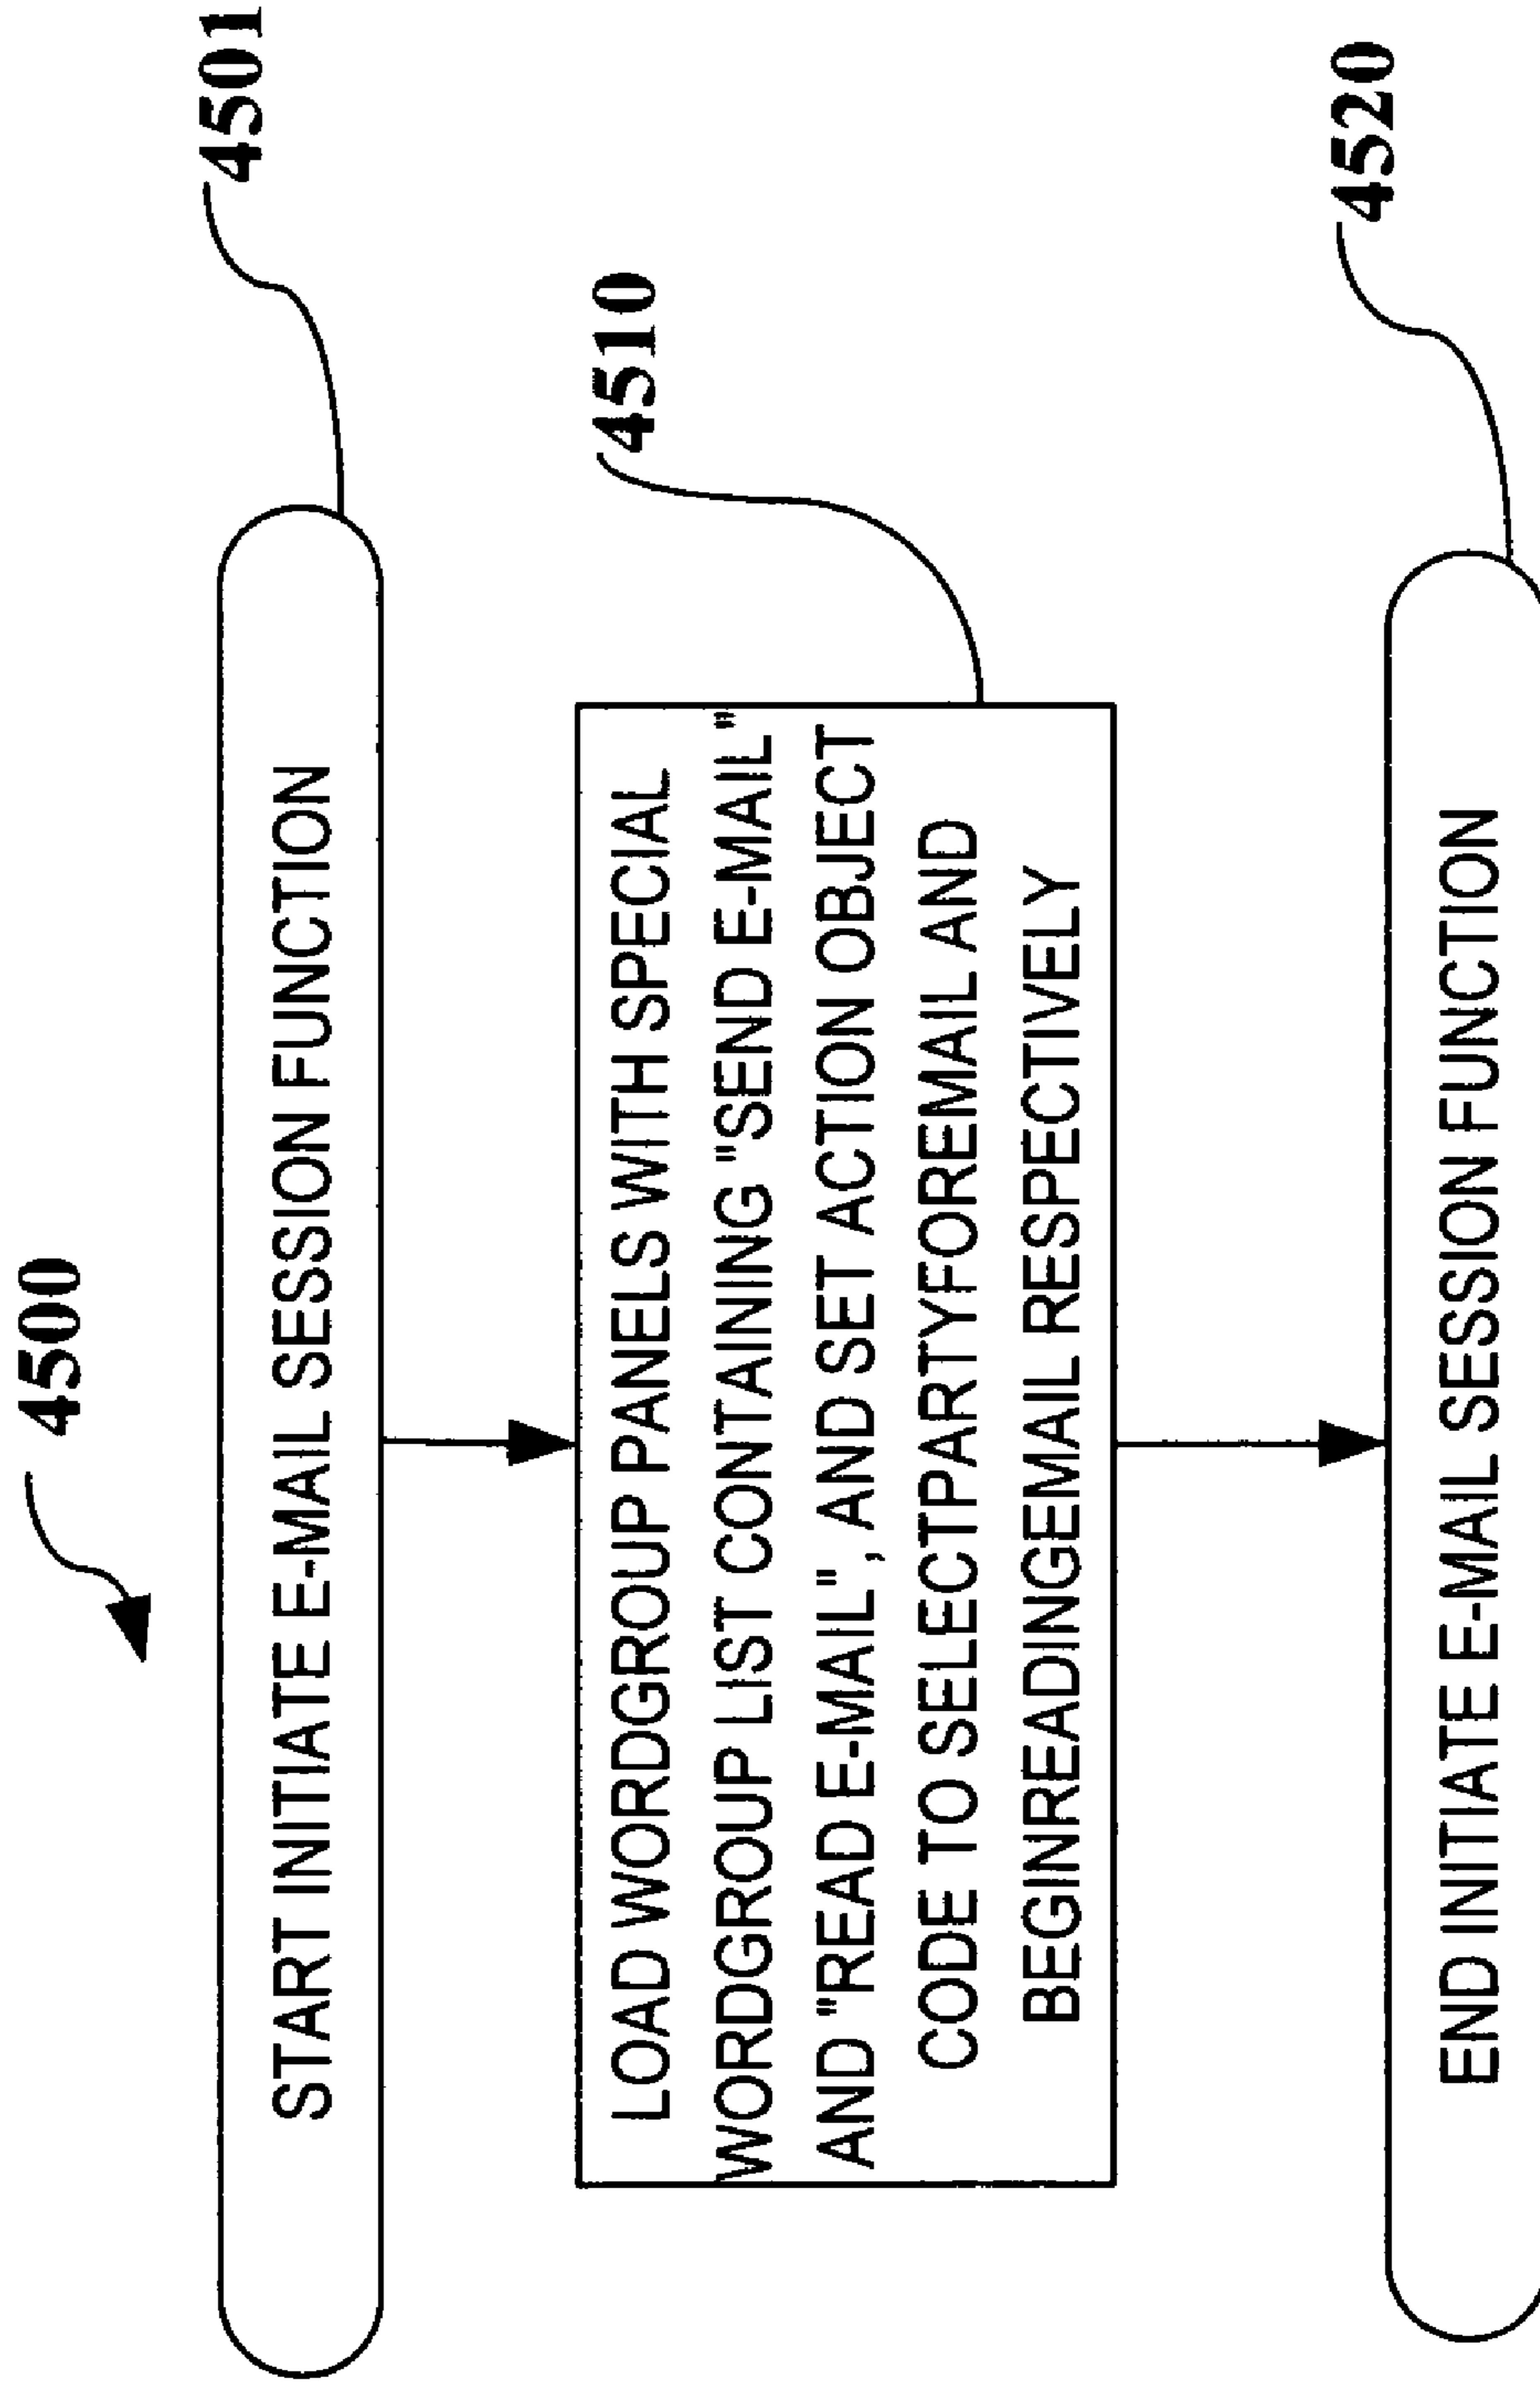 4500
4501
START INITIATE E-MAIL SESSION FUNCTION
4510
LOAD WORDGROUP PANELS WITH SPECIAL
WORDGROUP LIST CONTAINING "SEND E-MAIL"
AND "READ E-MAIL", AND SET ACTION OBJECT
CODE TO SELECTPARTYFOREMAIL AND
BEGINREADINGEMAIL RESPECTIVELY
4520
END INITIATE E-MAIL SESSION FUNCTION